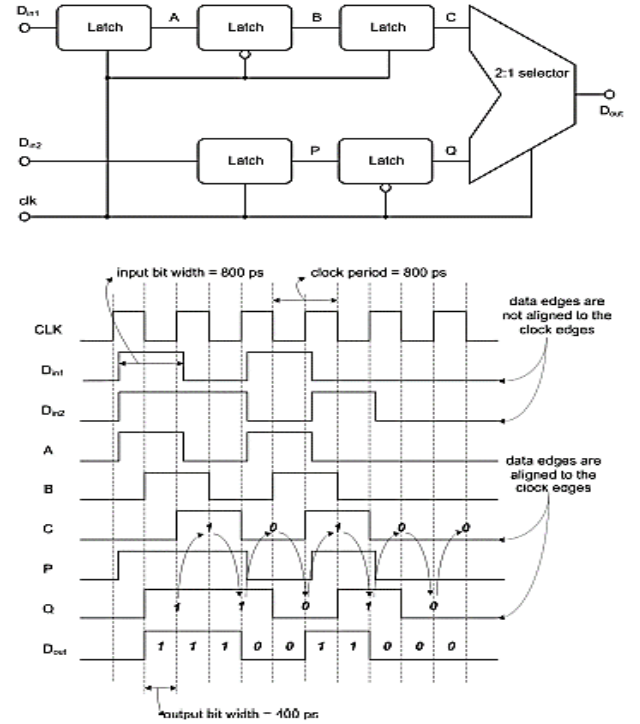 Din1
Latch
A
Latch
B
Latch
C
2:1 selector
Dout
Din2
Latch
P
Latch
Q
clk
input bit width = 800 ps
clock period = 800 ps
data edges are
not aligned to the
clock edges
CLK
Din1
Din2
A
data edges are
aligned to the
clock edges
B
C
1 0 1 0 0
P
Q
1 1 0 1 0
Dout
1 1 1 0 0 1 1 0 0 0
output bit width = 400 ps